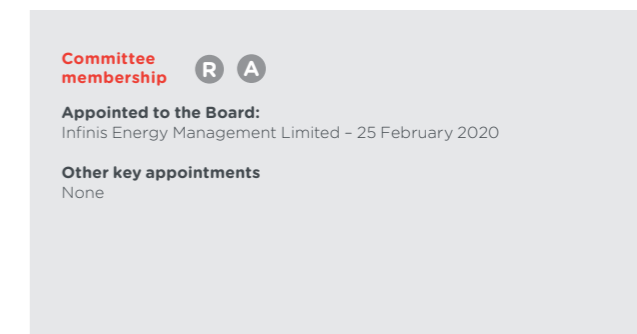 Committee
membership R A
Appointed to the Board:
Infinis Energy Management Limited – 25 February 2020
Other key appointments
None